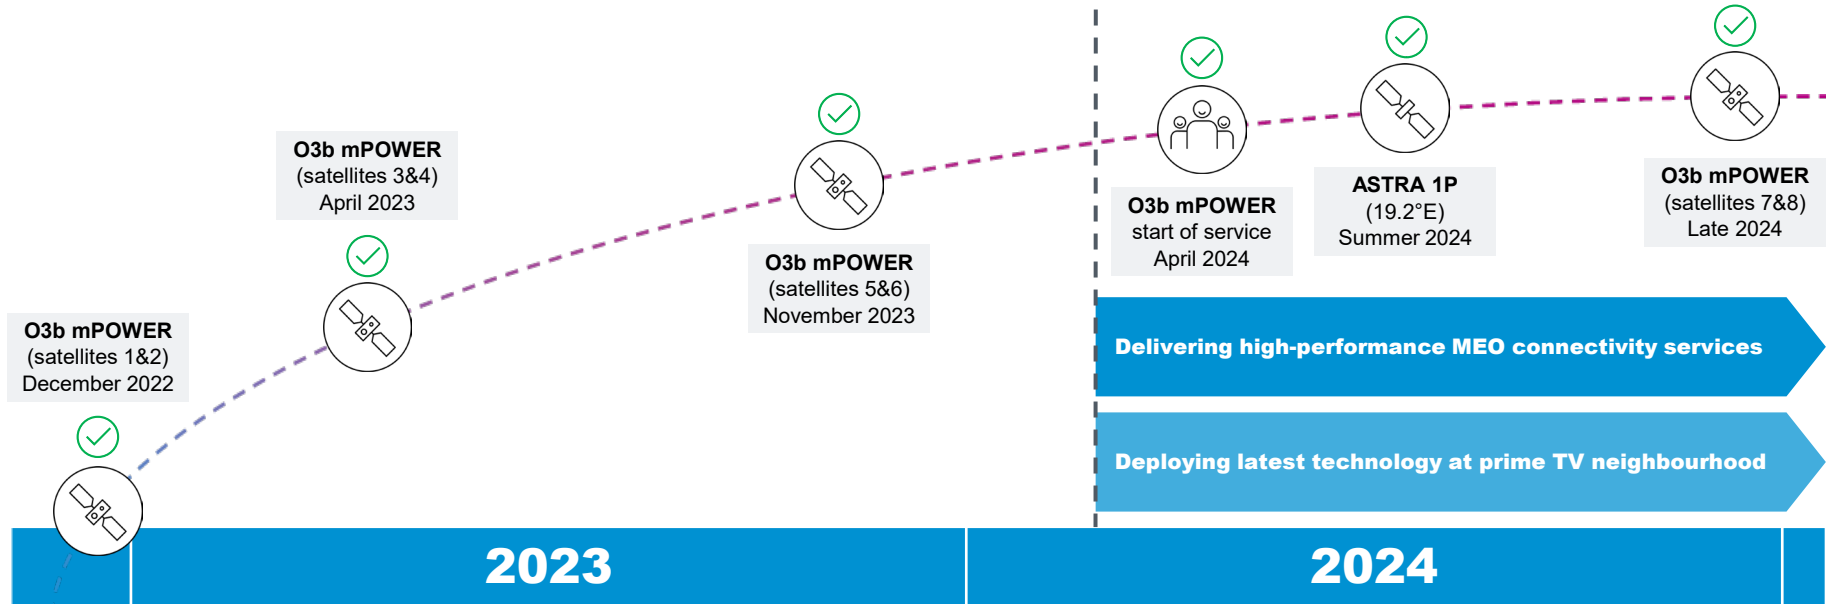 O3b mPOWER
(satellites 1&2)
December 2022
O3b mPOWER
(satellites 3&4)
April 2023
O3b mPOWER
(satellites 5&6)
November 2023
O3b mPOWER
start of service
April 2024
ASTRA 1P
(19.2°E)
Summer 2024
O3b mPOWER
(satellites 7&8)
Late 2024
Delivering high-performance MEO connectivity services
Deploying latest technology at prime TV neighbourhood
2023
2024